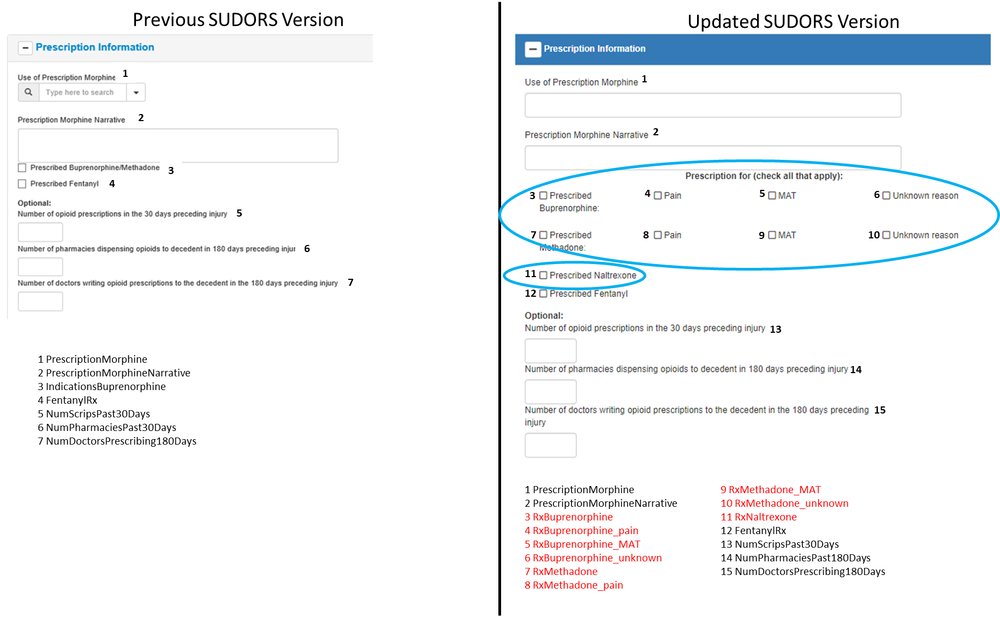 Previous SUDORS Version
Prescription Information
Use of Prescription Morphine 1
Type here to search
Prescription Morphine Narrative 2
Prescribed Buprenorphine/Methadone 3
Prescribed Fentanyl 4
Optional:
Number of opioid prescriptions in the 30 days preceding injury 5
Number of pharmacies dispensing opioids to decedent in 180 days preceding injur 6
Number of doctors writing opioid prescriptions to the decedent in the 180 days preceding injury 7
1 PrescriptionMorphine
2 PrescriptionMorphineNarrative
3 IndicationsBuprenorphine
4 FentanylRx
5 NumScripsPast30Days
6 NumPharmaciesPast30Days
7 NumDoctorsPrescribing180Days
Updated SUDORS Version
Prescription Information
Use of Prescription Morphine 1
Prescription Morphine Narrative 2
Prescription for (check all that apply):
3 Prescribed Buprenorphine: 4 Pain 5 MAT 6 Unknown reason
7 Prescribed Methadone: 8 Pain 9 MAT 10 Unknown reason
11 Prescribed Naltrexone
12 Prescribed Fentanyl
Optional:
Number of opioid prescriptions in the 30 days preceding injury 13
Number of pharmacies dispensing opioids to decedent in 180 days preceding injury 14
Number of doctors writing opioid prescriptions to the decedent in the 180 days preceding 15
injury
1 PrescriptionMorphine
2 PrescriptionMorphineNarrative
3 RxBuprenorphine
4 RxBuprenorphine_pain
5 RxBuprenorphine_MAT
6 RxBuprenorphine_unknown
7 RxMethadone
8 RxMethadone_pain
9 RxMethadone_MAT
10 RxMethadone_unknown
11 RxNaltrexone
12 FentanylRx
13 NumScripsPast30Days
14 NumPharmaciesPast180Days
15 NumDoctorsPrescribing180Days